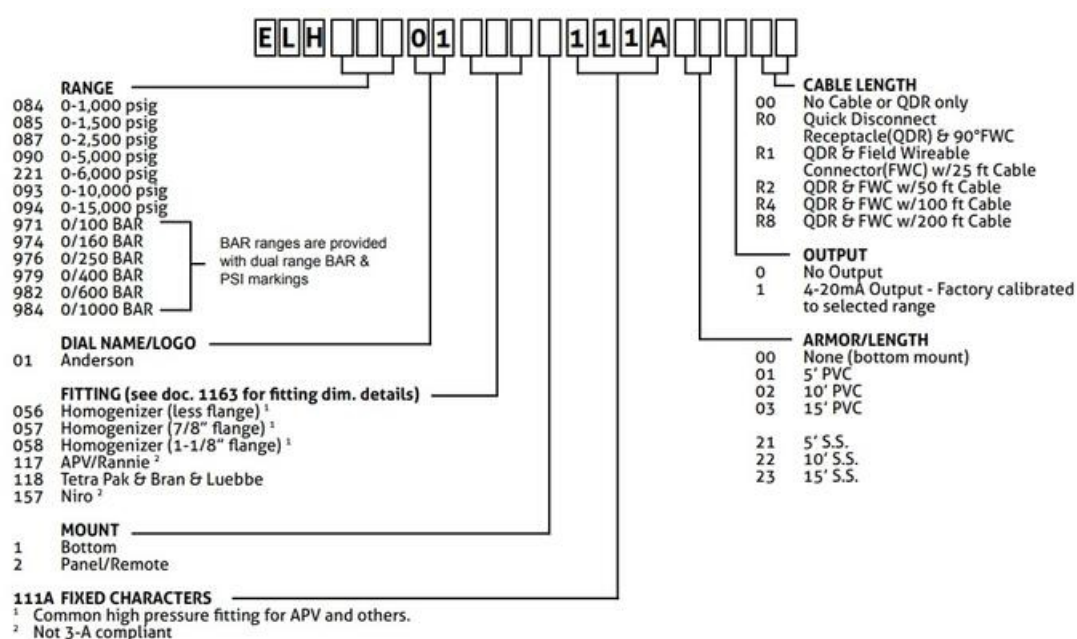 ELH 01 111A
RANGE
084 0-1,000 psig
085 0-1,500 psig
087 0-2,500 psig
090 0-5,000 psig
221 0-6,000 psig
093 0-10,000 psig
094 0-15,000 psig
971 0/100 BAR
974 0/160 BAR
976 0/250 BAR
979 0/400 BAR
982 0/600 BAR
984 0/1000 BAR
BAR ranges are provided
with dual range BAR &
PSI markings
DIAL NAME/LOGO
01 Anderson
FITTING (see doc. 1163 for fitting dim. details)
056 Homogenizer (less flange) ¹
057 Homogenizer (7/8" flange) ¹
058 Homogenizer (1-1/8" flange) ¹
117 APV/Rannie ²
118 Tetra Pak & Bran & Luebbe
157 Niro ²
MOUNT
1 Bottom
2 Panel/Remote
111A FIXED CHARACTERS
¹ Common high pressure fitting for APV and others.
² Not 3-A compliant
CABLE LENGTH
00 No Cable or QDR only
R0 Quick Disconnect
Receptacle(QDR) & 90°FWC
R1 QDR & Field Wireable
Connector(FWC) w/25 ft Cable
R2 QDR & FWC w/50 ft Cable
R4 QDR & FWC w/100 ft Cable
R8 QDR & FWC w/200 ft Cable
OUTPUT
0 No Output
1 4-20mA Output - Factory calibrated
to selected range
ARMOR/LENGTH
00 None (bottom mount)
01 5' PVC
02 10' PVC
03 15' PVC
21 5' S.S.
22 10' S.S.
23 15' S.S.